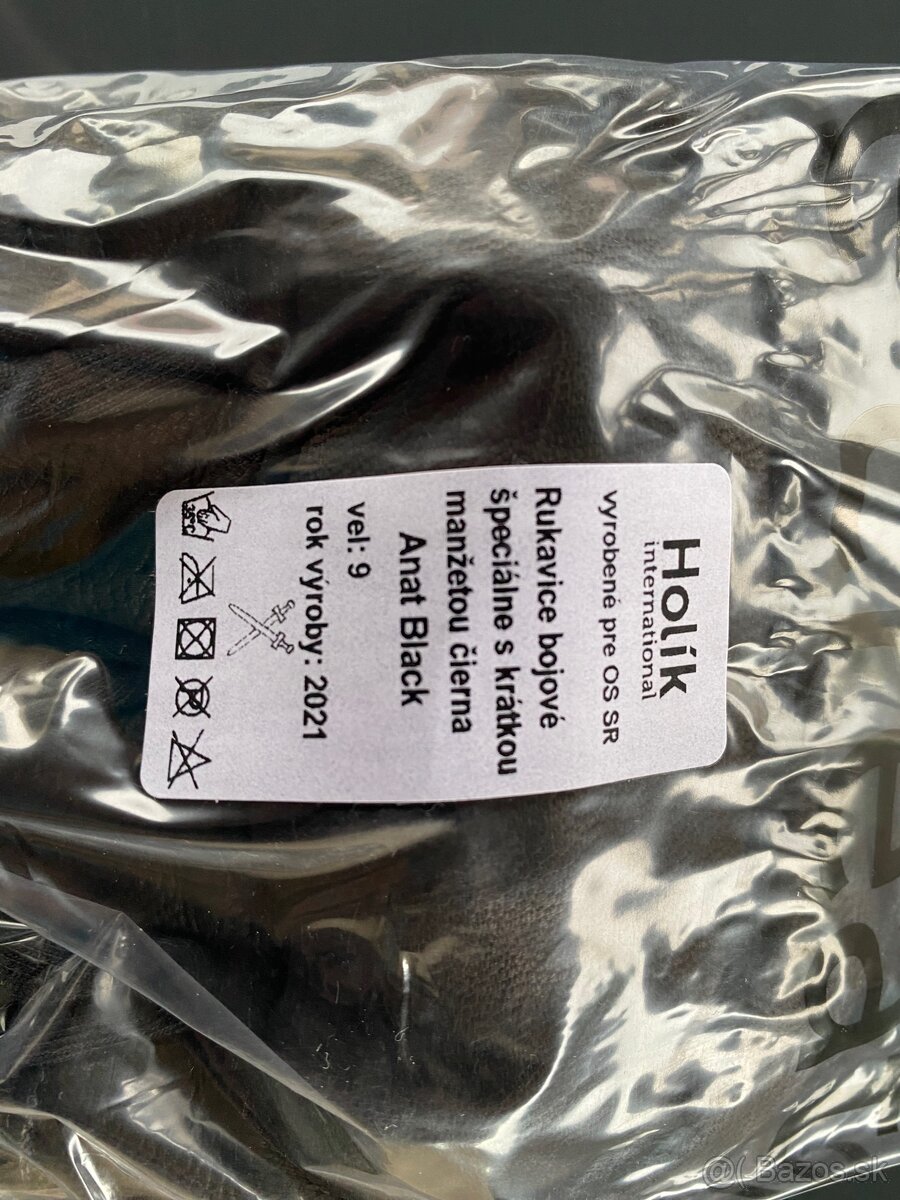 Holík
international
vyrobené pre OS SR
Rukavice bojové
špeciálne s krátkou
manžetou čierna
Anat Black
vel: 9
rok výroby: 2021
Bazos.sk